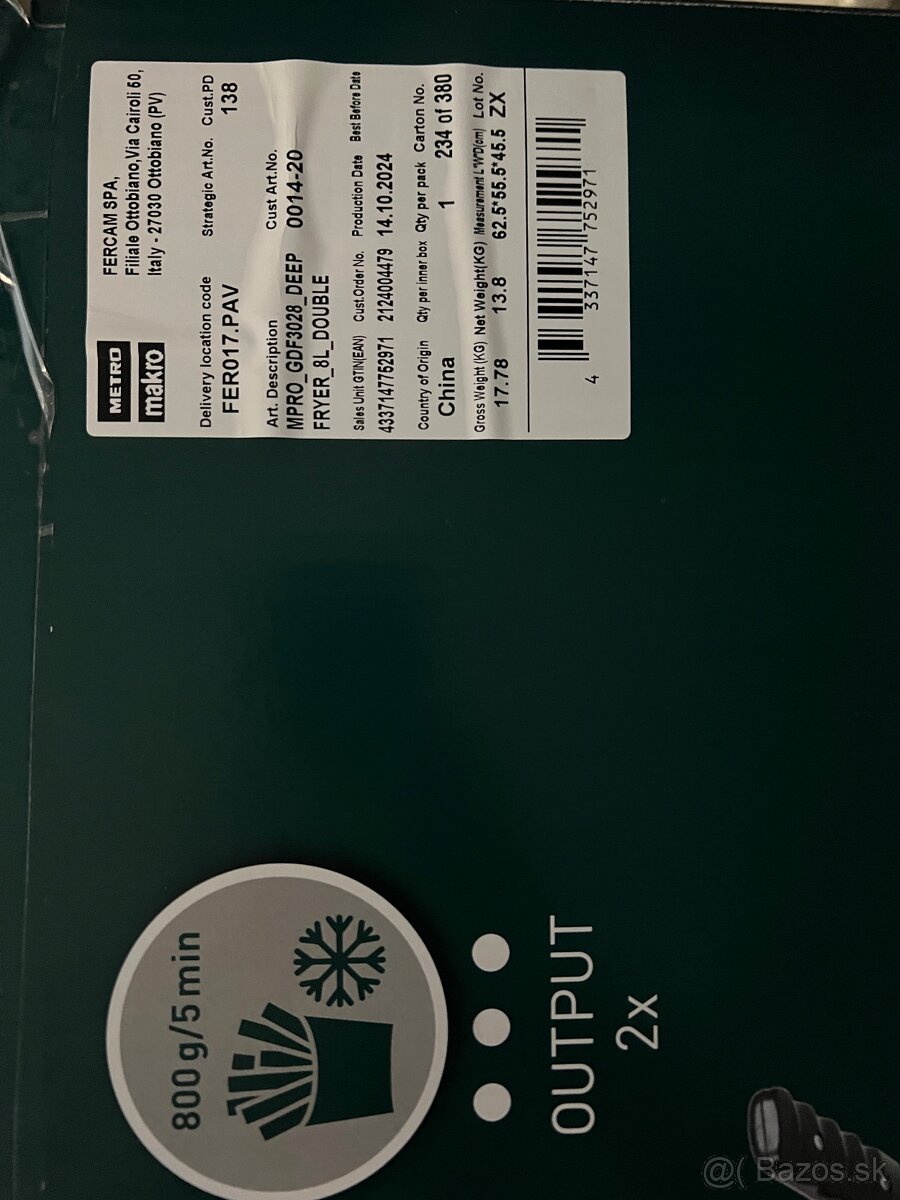 METRO
makro
FERCAM SPA,
Filiale Ottobiano,Via Cairoli 60,
Italy - 27030 Ottobiano (PV)
Delivery location code Strategic Art.No. Cust.PD
FER017.PAV 138
Art. Description Cust Art.No.
MPRO_GDF3028_DEEP 0014-20
FRYER_8L_DOUBLE
Sales Unit GTIN(EAN) Cust.Order No. Production Date Best Before Date
4337147752971 2124004479 14.10.2024
Country of Origin Qty per inner box Qty per pack Carton No.
China 1 234 of 380
Gross Weight (KG) Net Weight(KG) Measurement L*W*D(cm) Lot No.
17.78 13.8 62.5*55.5*45.5 ZX
4 337147 752971
800 g/5 min
OUTPUT
2x
@( Bazos.sk